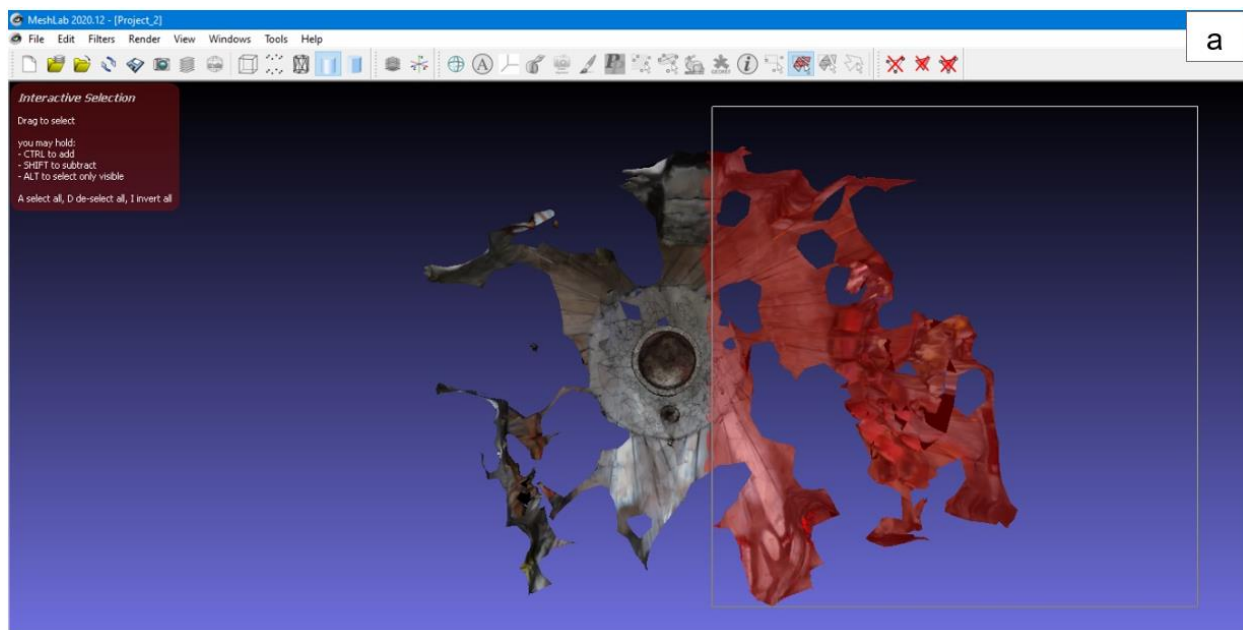 MeshLab 2020.12 - [Project_2]
a
File Edit Filters Render View Windows Tools Help
Interactive Selection
Drag to select
you may hold:
- CTRL to add
- SHIFT to subtract
- ALT to select only visible
A select all, D de-select all, I invert all